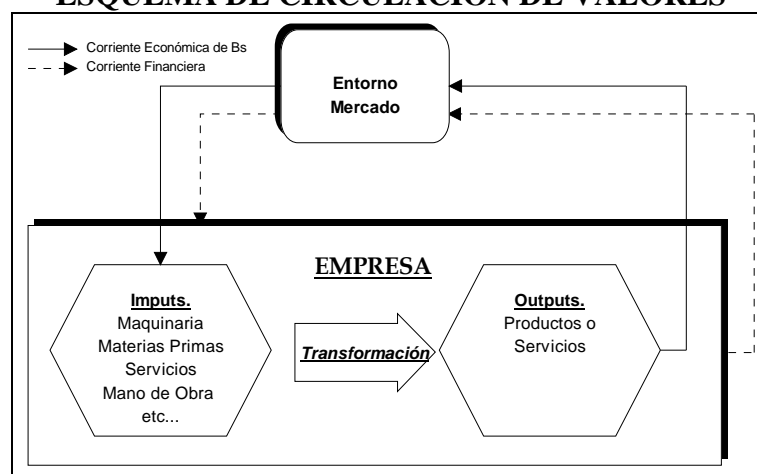 ESQUEMA DE CIRCULACIÓN DE VALORES
Corriente Económica de Bs
Corriente Financiera
Entorno
Mercado
EMPRESA
Imputs.
Maquinaria
Materias Primas
Servicios
Mano de Obra
etc...
Transformación
Outputs.
Productos o
Servicios